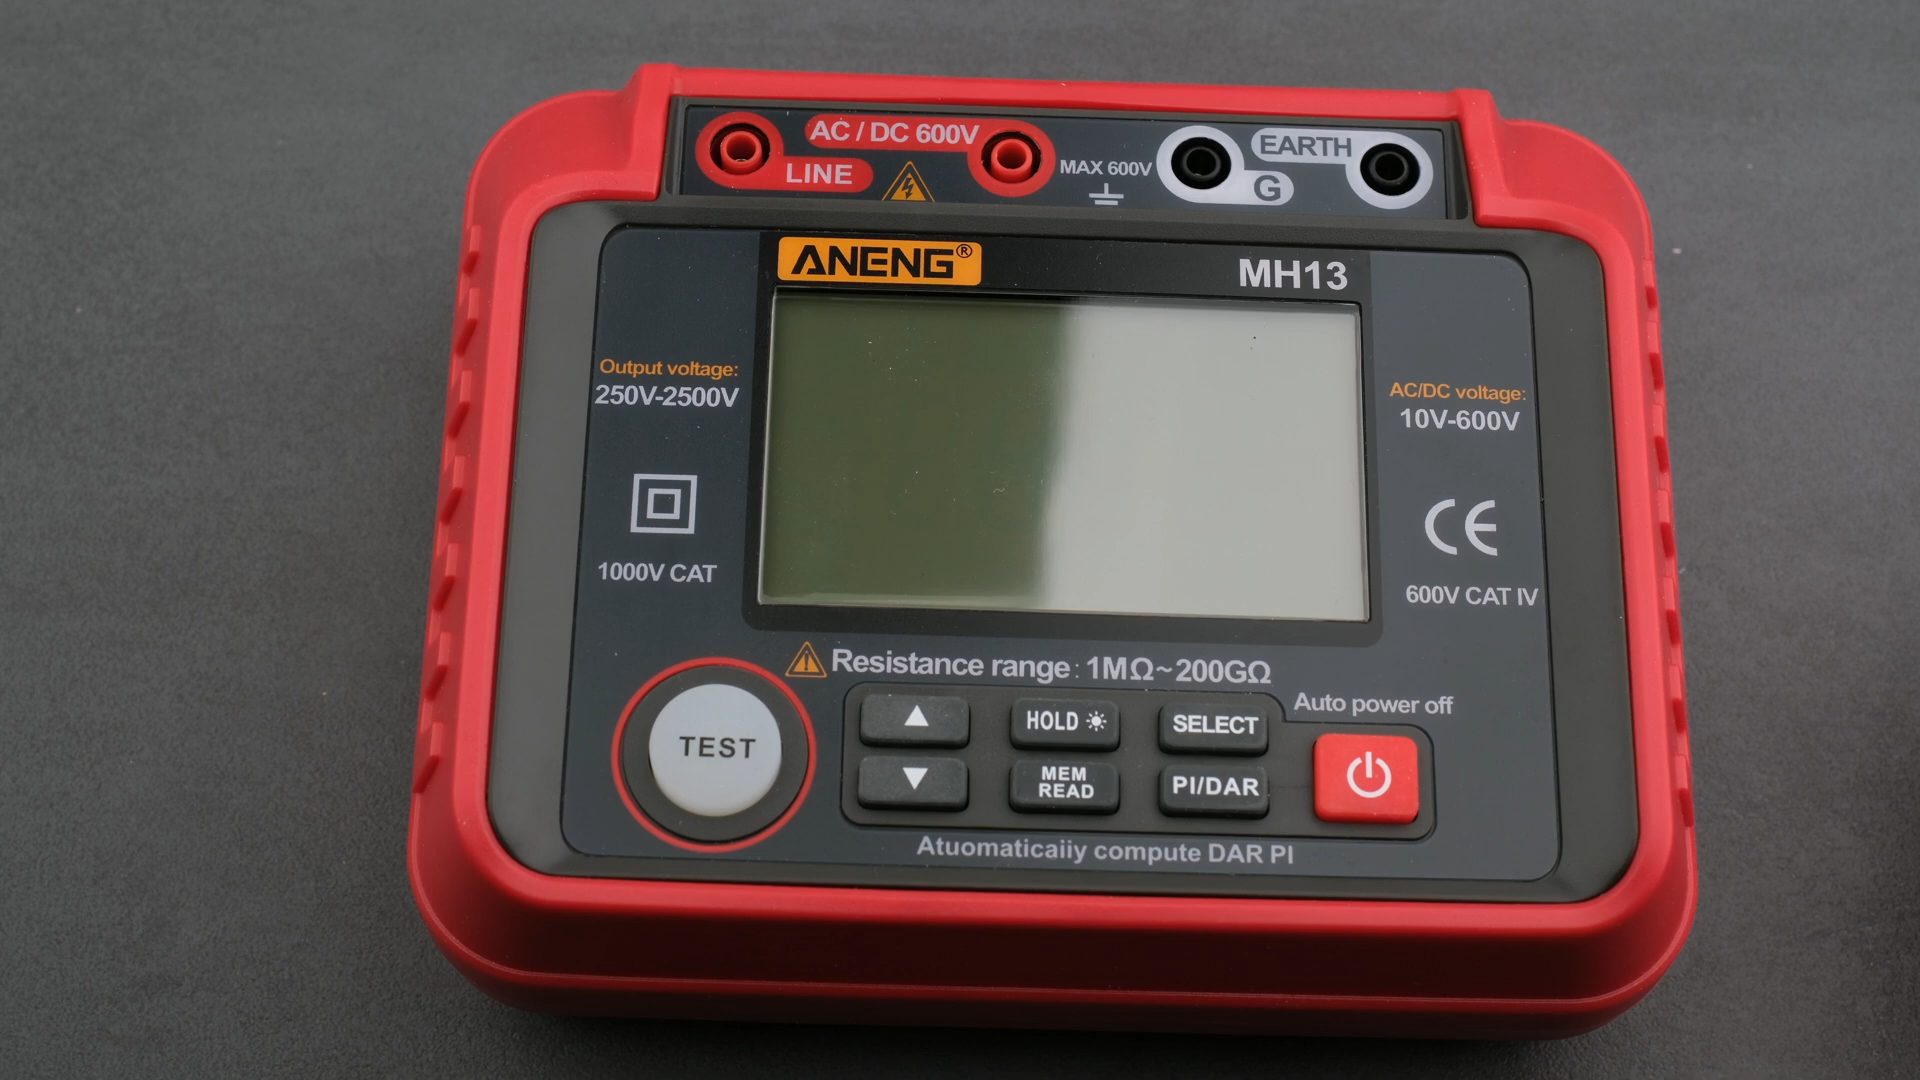 AC / DC 600V
LINE
MAX 600V
EARTH
G
ANENG®
MH13
Output voltage:
250V-2500V
AC/DC voltage:
10V-600V
1000V CAT
CE
600V CAT IV
Resistance range: 1MΩ~200GΩ
Auto power off
TEST
HOLD
SELECT
MEM
READ
PI/DAR
Atuomaticaiiy compute DAR PI